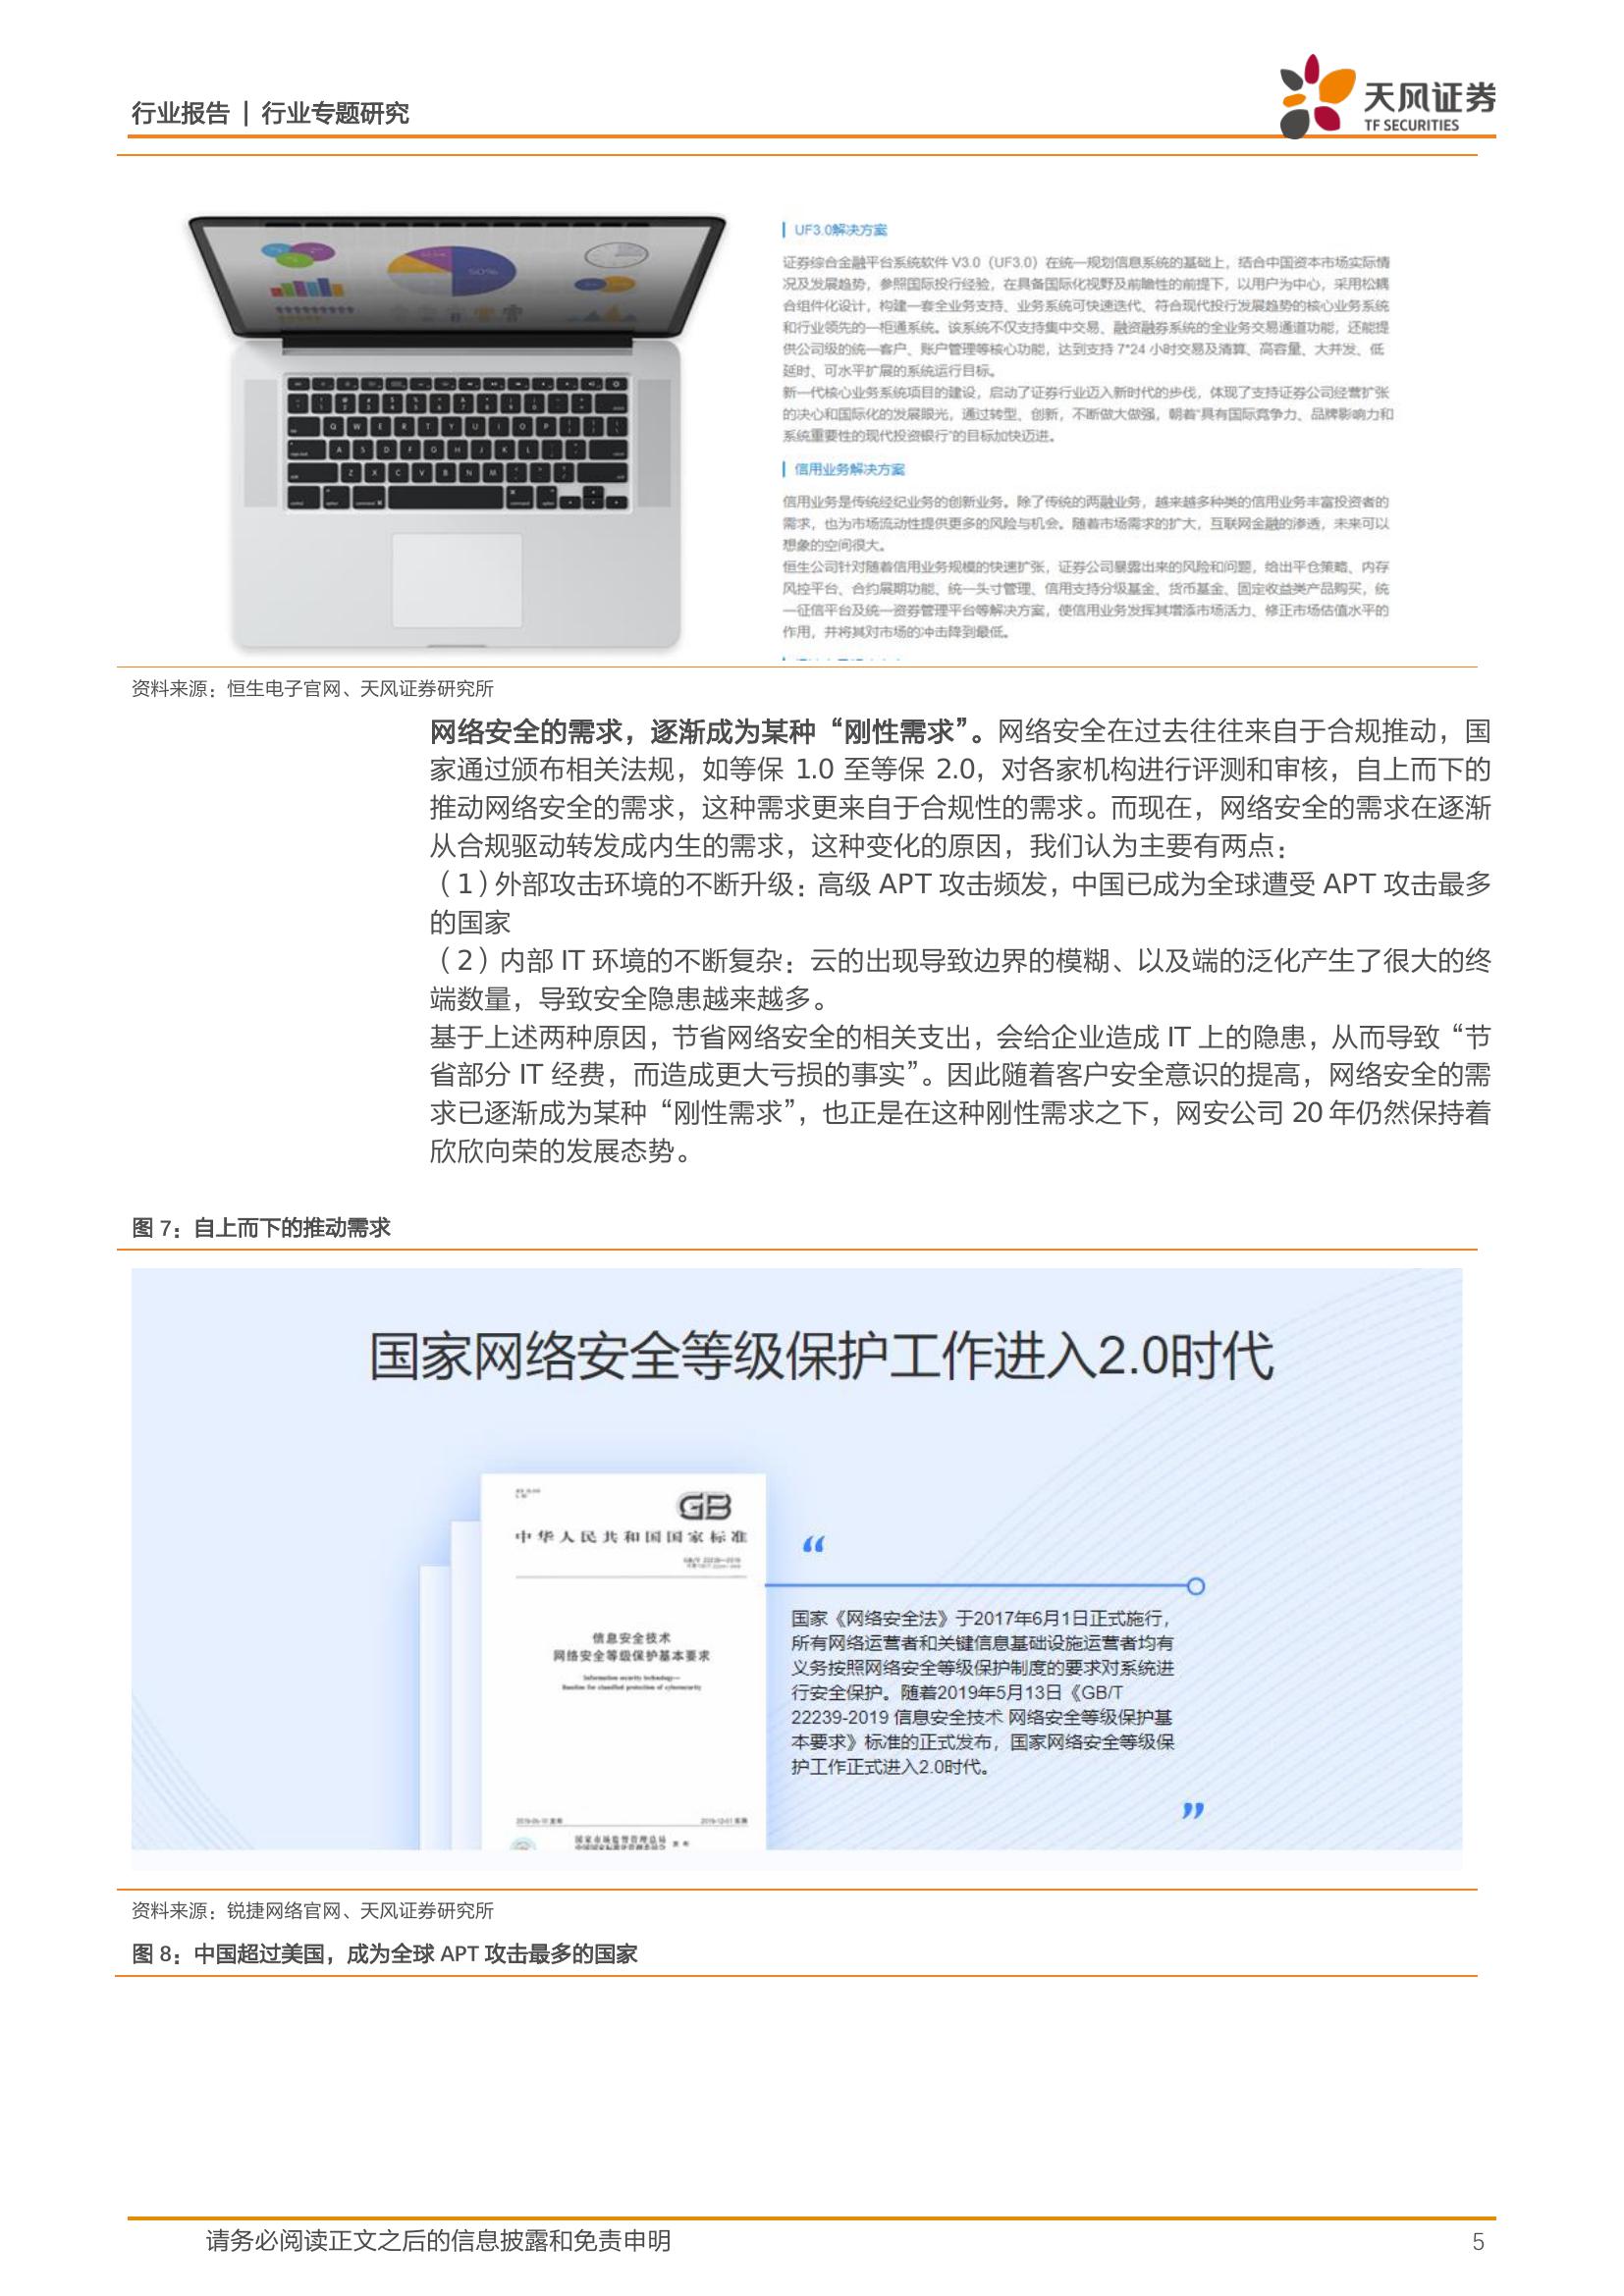 行业报告 | 行业专题研究
天风证券
TF SECURITIES
50%
UF3.0解决方案
证券综合金融平台系统软件 V3.0（UF3.0）在统一规划信息系统的基础上，结合中国资本市场实际情
况及发展趋势，参照国际投行经验，在具备国际化视野及前瞻性的前提下，以用户为中心，采用松耦
合组件化设计，构建一套全业务支持、业务系统可快速迭代、符合现代投行发展趋势的核心业务系统
和行业领先的一柜通系统。该系统不仅支持集中交易、融资融券系统的全业务交易通道功能，还能提
供公司级的统一客户、账户管理等核心功能，达到支持 7*24 小时交易及清算、高容量、大并发、低
延时、可水平扩展的系统运行目标。
新一代核心业务系统项目的建设，启动了证券行业迈入新时代的步伐，体现了支持证券公司经营扩张
的决心和国际化的发展眼光，通过转型、创新，不断做大做强，朝着“具有国际竞争力、品牌影响力和
系统重要性的现代投资银行”的目标加快迈进。
信用业务解决方案
信用业务是传统经纪业务的创新业务。除了传统的两融业务，越来越多种类的信用业务丰富投资者的
需求，也为市场流动性提供更多的风险与机会。随着市场需求的扩大，互联网金融的渗透，未来可以
想象的空间很大。
恒生公司针对随着信用业务规模的快速扩张，证券公司暴露出来的风险和问题，给出平仓策略、内存
风控平台、合约展期功能、统一头寸管理、信用支持分级基金、货币基金、固定收益类产品购买，统
一征信平台及统一资券管理平台等解决方案，使信用业务发挥其增添市场活力、修正市场估值水平的
作用，并将其对市场的冲击降到最低。
资料来源：恒生电子官网、天风证券研究所
网络安全的需求，逐渐成为某种“刚性需求”。网络安全在过去往往来自于合规推动，国
家通过颁布相关法规，如等保 1.0 至等保 2.0，对各家机构进行评测和审核，自上而下的
推动网络安全的需求，这种需求更来自于合规性的需求。而现在，网络安全的需求在逐渐
从合规驱动转发成内生的需求，这种变化的原因，我们认为主要有两点：
（1）外部攻击环境的不断升级：高级 APT 攻击频发，中国已成为全球遭受 APT 攻击最多
的国家
（2）内部 IT 环境的不断复杂：云的出现导致边界的模糊、以及端的泛化产生了很大的终
端数量，导致安全隐患越来越多。
基于上述两种原因，节省网络安全的相关支出，会给企业造成 IT 上的隐患，从而导致“节
省部分 IT 经费，而造成更大亏损的事实”。因此随着客户安全意识的提高，网络安全的需
求已逐渐成为某种“刚性需求”，也正是在这种刚性需求之下，网安公司 20 年仍然保持着
欣欣向荣的发展态势。
图 7：自上而下的推动需求
国家网络安全等级保护工作进入2.0时代
GB
中华人民共和国国家标准
GB/T 22239—2019
信息安全技术
网络安全等级保护基本要求
Information security technology—
Baseline for classified protection of cybersecurity
2019-05-10 发布 2019-12-01 实施
国家市场监督管理总局
中国国家标准化管理委员会 发布
“
国家《网络安全法》于2017年6月1日正式施行，
所有网络运营者和关键信息基础设施运营者均有
义务按照网络安全等级保护制度的要求对系统进
行安全保护。随着2019年5月13日《GB/T
22239-2019 信息安全技术 网络安全等级保护基
本要求》标准的正式发布，国家网络安全等级保
护工作正式进入2.0时代。
”
资料来源：锐捷网络官网、天风证券研究所
图 8：中国超过美国，成为全球 APT 攻击最多的国家
请务必阅读正文之后的信息披露和免责申明 5